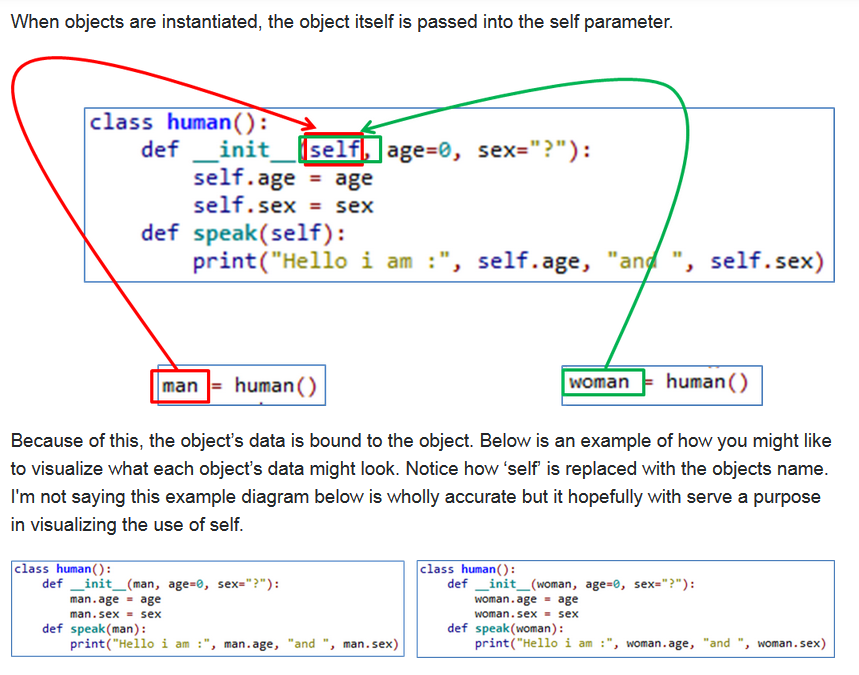 When objects are instantiated, the object itself is passed into the self parameter.
class human():
    def __init__(self, age=0, sex="?"):
        self.age = age
        self.sex = sex
    def speak(self):
        print("Hello i am :", self.age, "and ", self.sex)
man = human()
woman = human()
Because of this, the object’s data is bound to the object. Below is an example of how you might like
to visualize what each object’s data might look. Notice how ‘self’ is replaced with the objects name.
I'm not saying this example diagram below is wholly accurate but it hopefully with serve a purpose
in visualizing the use of self.
class human():
    def __init__(man, age=0, sex="?"):
        man.age = age
        man.sex = sex
    def speak(man):
        print("Hello i am :", man.age, "and ", man.sex)
class human():
    def __init__(woman, age=0, sex="?"):
        woman.age = age
        woman.sex = sex
    def speak(woman):
        print("Hello i am :", woman.age, "and ", woman.sex)